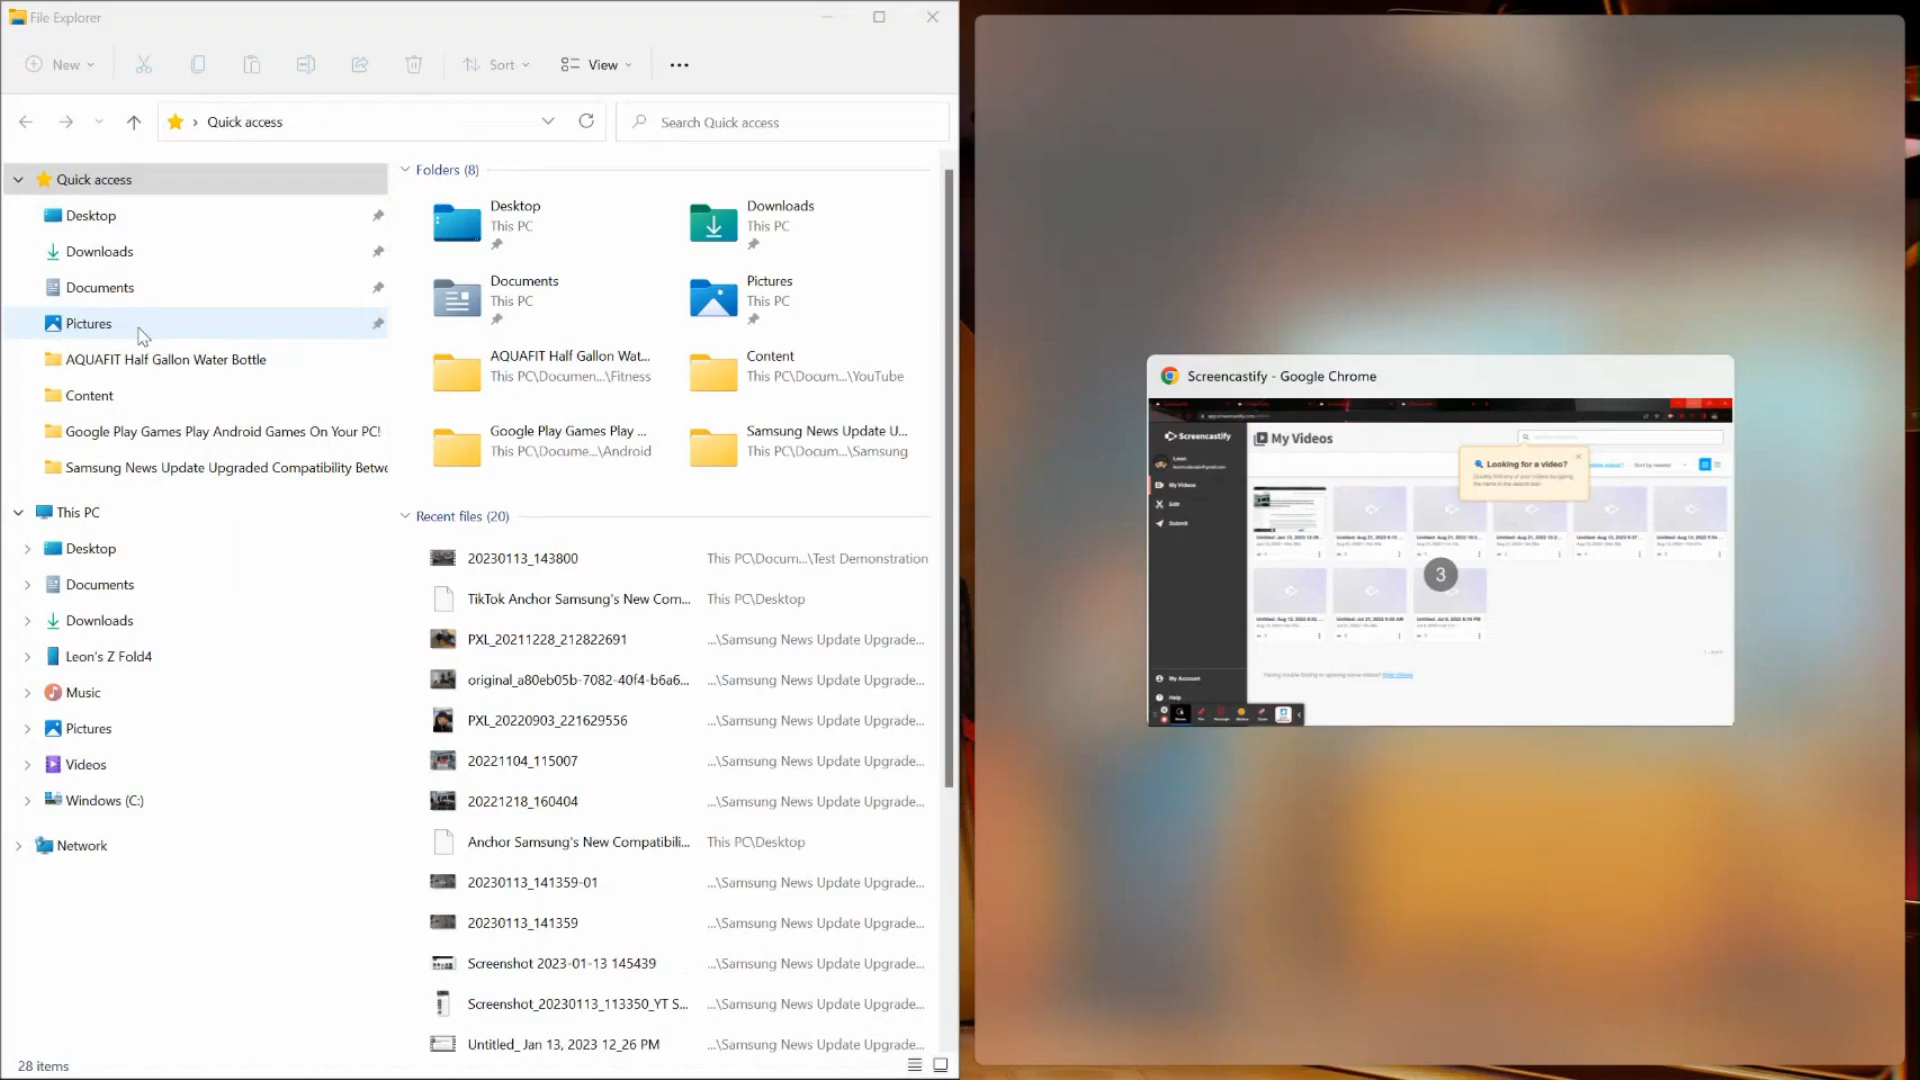 File Explorer
New
Sort
View
Quick access
Search Quick access
Quick access
Desktop
Downloads
Documents
Pictures
AQUAFIT Half Gallon Water Bottle
Content
Google Play Games Play Android Games On Your PC!
Samsung News Update Upgraded Compatibility Betwe
This PC
Desktop
Documents
Downloads
Leon's Z Fold4
Music
Pictures
Videos
Windows (C:)
Network
28 items
Folders (8)
Desktop
This PC
Downloads
This PC
Documents
This PC
Pictures
This PC
AQUAFIT Half Gallon Wat...
This PC\Documen...\Fitness
Content
This PC\Docum...\YouTube
Google Play Games Play ...
This PC\Docume...\Android
Samsung News Update U...
This PC\Docum...\Samsung
Recent files (20)
20230113_143800 This PC\Docum...\Test Demonstration
TikTok Anchor Samsung's New Com... This PC\Desktop
PXL_20211228_212822691 ...\Samsung News Update Upgrade...
original_a80eb05b-7082-40f4-b6a6... ...\Samsung News Update Upgrade...
PXL_20220903_221629556 ...\Samsung News Update Upgrade...
20221104_115007 ...\Samsung News Update Upgrade...
20221218_160404 ...\Samsung News Update Upgrade...
Anchor Samsung's New Compatibili... This PC\Desktop
20230113_141359-01 ...\Samsung News Update Upgrade...
20230113_141359 ...\Samsung News Update Upgrade...
Screenshot 2023-01-13 145439 ...\Samsung News Update Upgrade...
Screenshot_20230113_113350_YT S... ...\Samsung News Update Upgrade...
Untitled_ Jan 13, 2023 12_26 PM ...\Samsung News Update Upgrade...
Screencastify - Google Chrome
Screencastify
My Videos
Leon
My Videos
Edit
Submit
My Account
Help
Looking for a video?
3